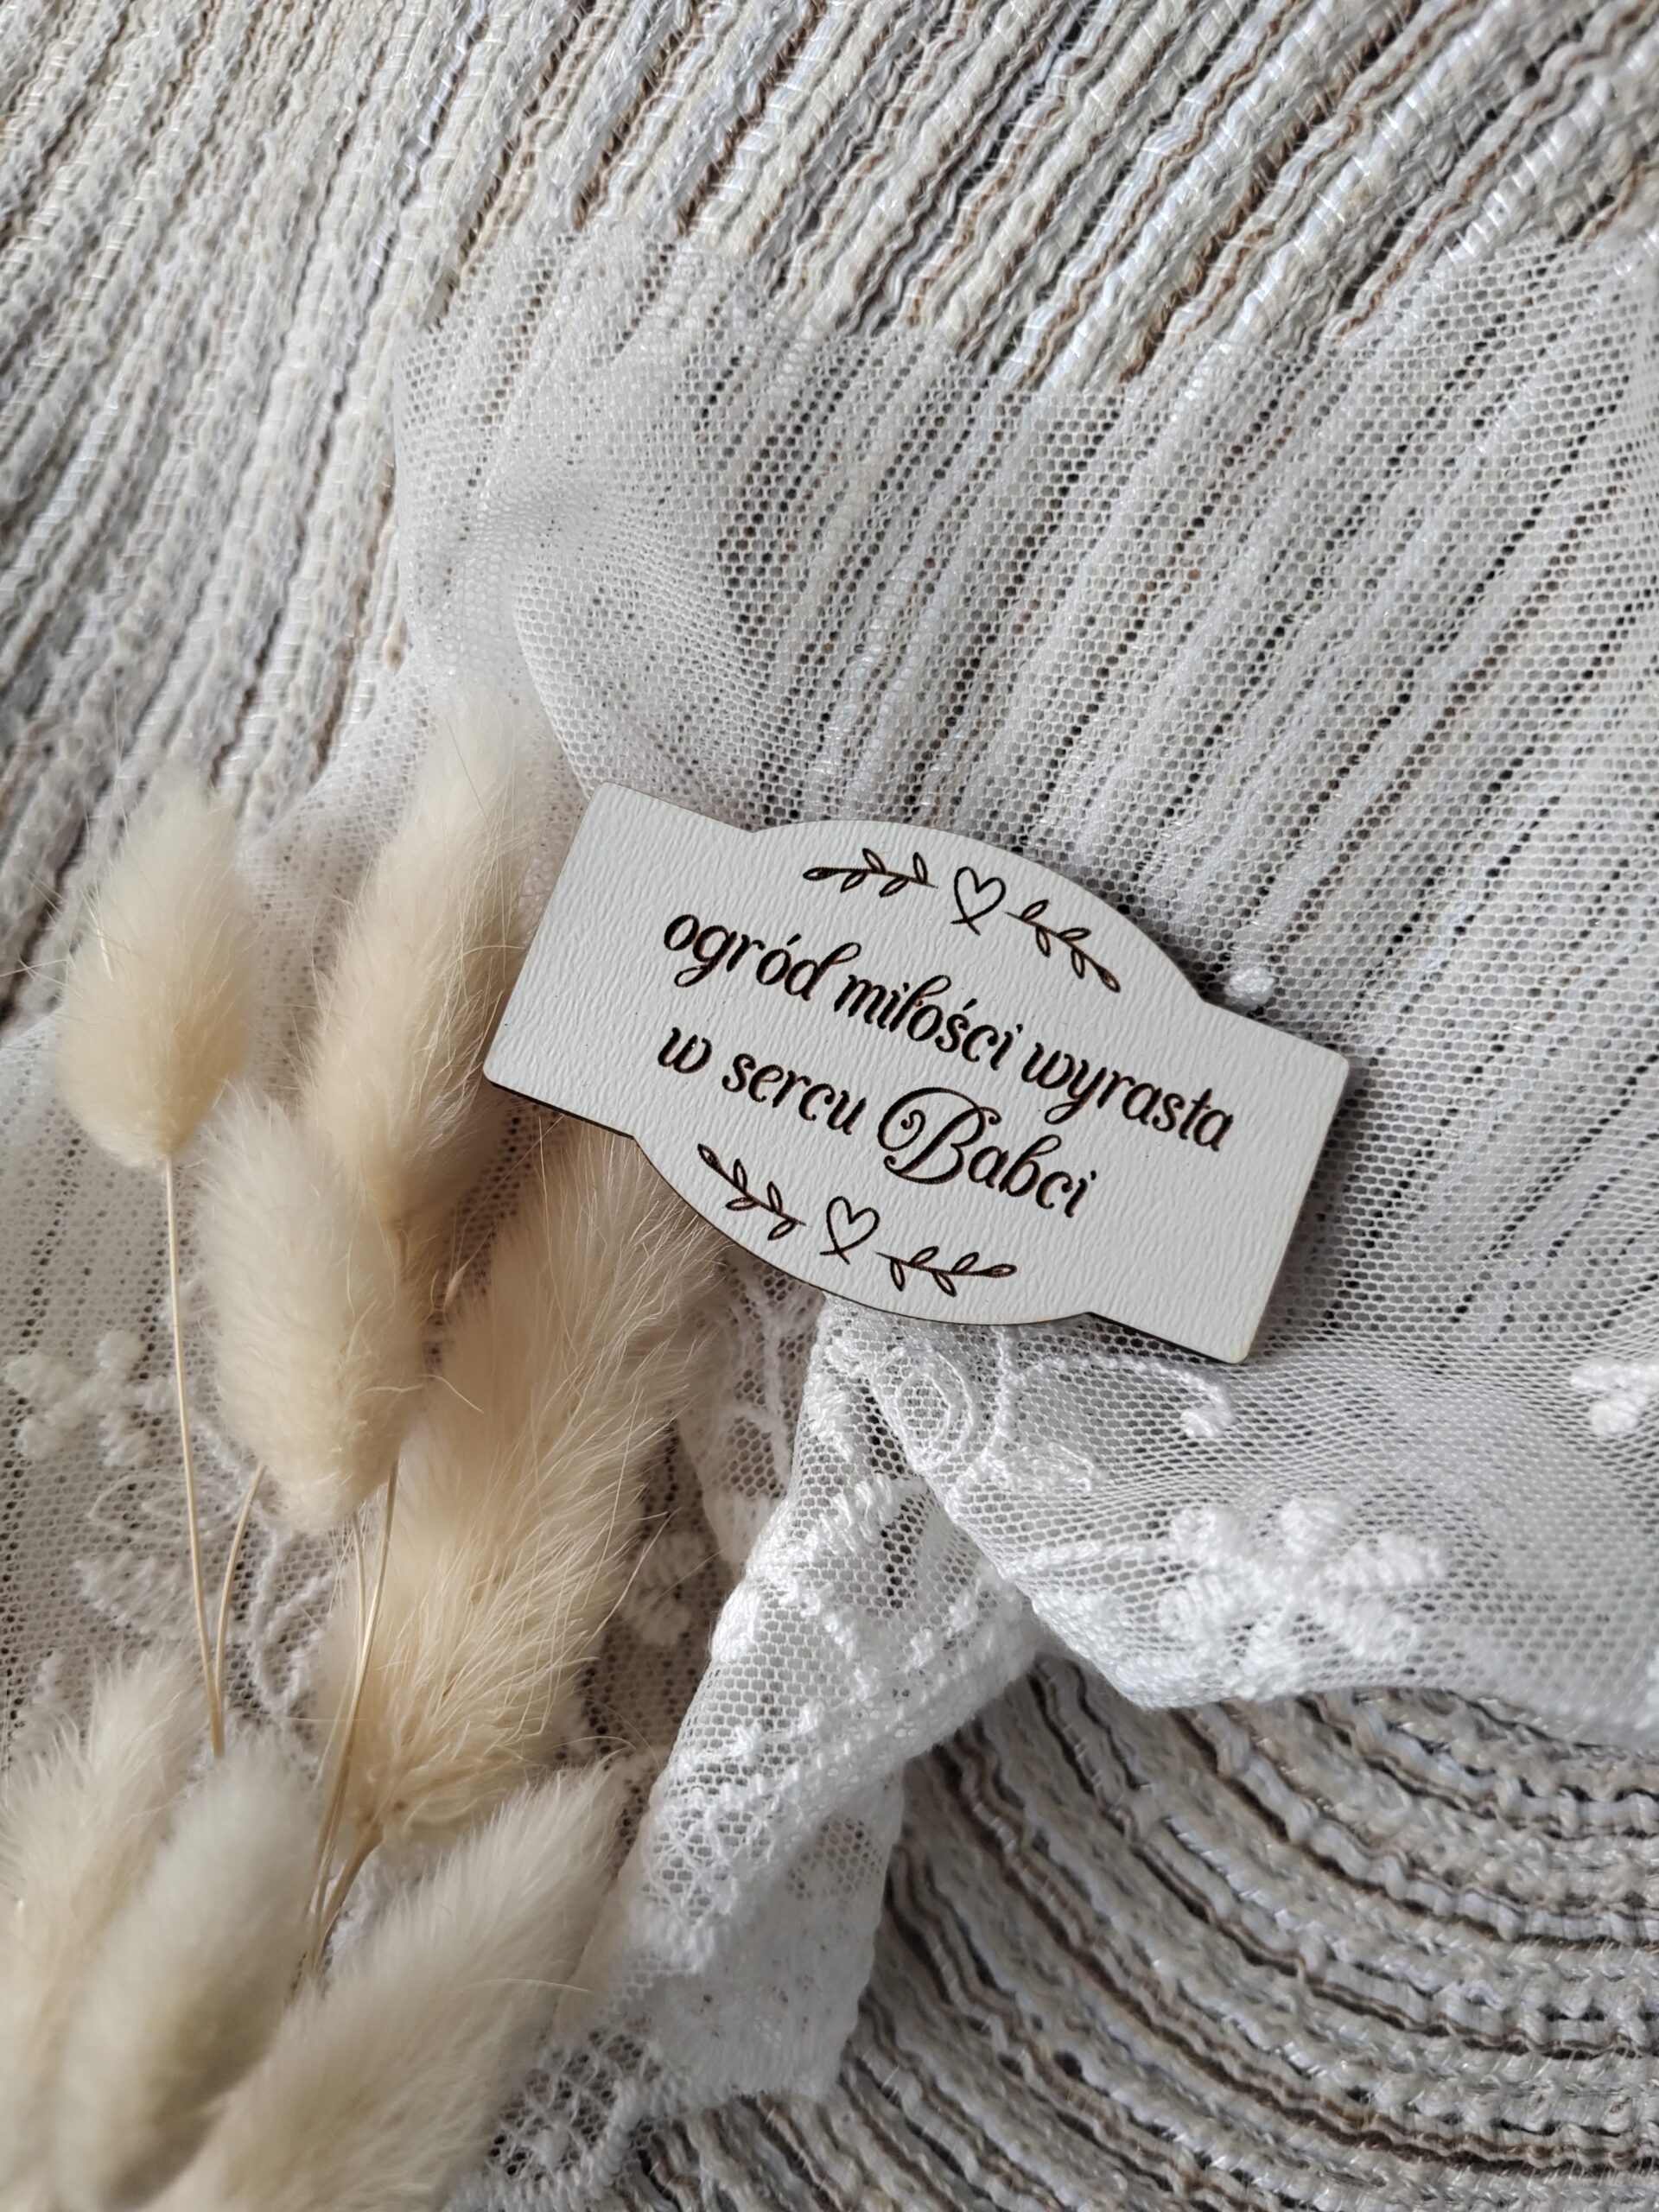 ogród miłości wyrasta
w sercu Babci